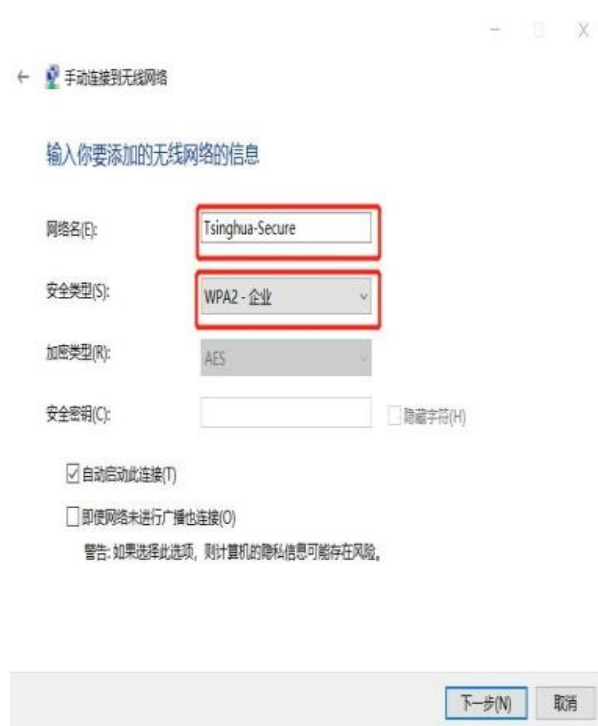 手动连接到无线网络
输入你要添加的无线网络的信息
网络名(E):
Tsinghua-Secure
安全类型(S):
WPA2 - 企业
加密类型(R):
AES
安全密钥(C):
隐藏字符(H)
自动启动此连接(T)
即使网络未进行广播也连接(O)
警告: 如果选择此选项，则计算机的隐私信息可能存在风险。
下一步(N)
取消